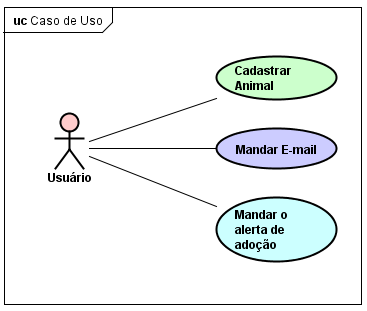 uc Caso de Uso
Cadastrar
Animal
Mandar E-mail
Usuário
Mandar o
alerta de
adoção